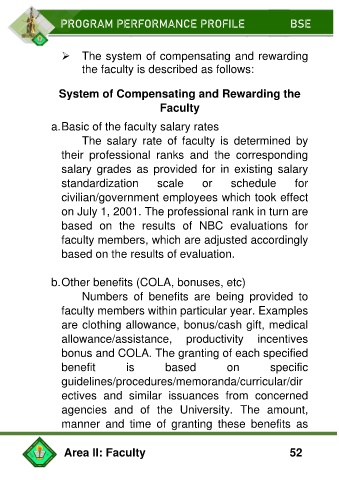 PROGRAM PERFORMANCE PROFILE BSE
➢ The system of compensating and rewarding
the faculty is described as follows:
System of Compensating and Rewarding the
Faculty
a.Basic of the faculty salary rates
The salary rate of faculty is determined by
their professional ranks and the corresponding
salary grades as provided for in existing salary
standardization scale or schedule for
civilian/government employees which took effect
on July 1, 2001. The professional rank in turn are
based on the results of NBC evaluations for
faculty members, which are adjusted accordingly
based on the results of evaluation.
b.Other benefits (COLA, bonuses, etc)
Numbers of benefits are being provided to
faculty members within particular year. Examples
are clothing allowance, bonus/cash gift, medical
allowance/assistance, productivity incentives
bonus and COLA. The granting of each specified
benefit is based on specific
guidelines/procedures/memoranda/curricular/dir
ectives and similar issuances from concerned
agencies and of the University. The amount,
manner and time of granting these benefits as
Area II: Faculty 52